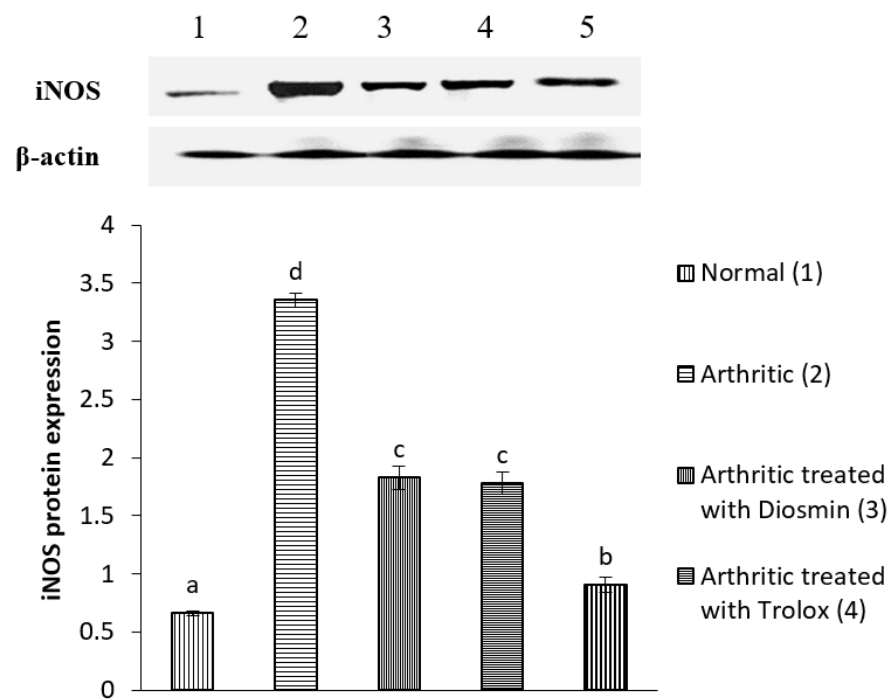 1 2 3 4 5
iNOS
β-actin
iNOS protein expression
4
3.5
3
2.5
2
1.5
1
0.5
0
a
d
c
c
b
Normal (1)
Arthritic (2)
Arthritic treated
with Diosmin (3)
Arthritic treated
with Trolox (4)